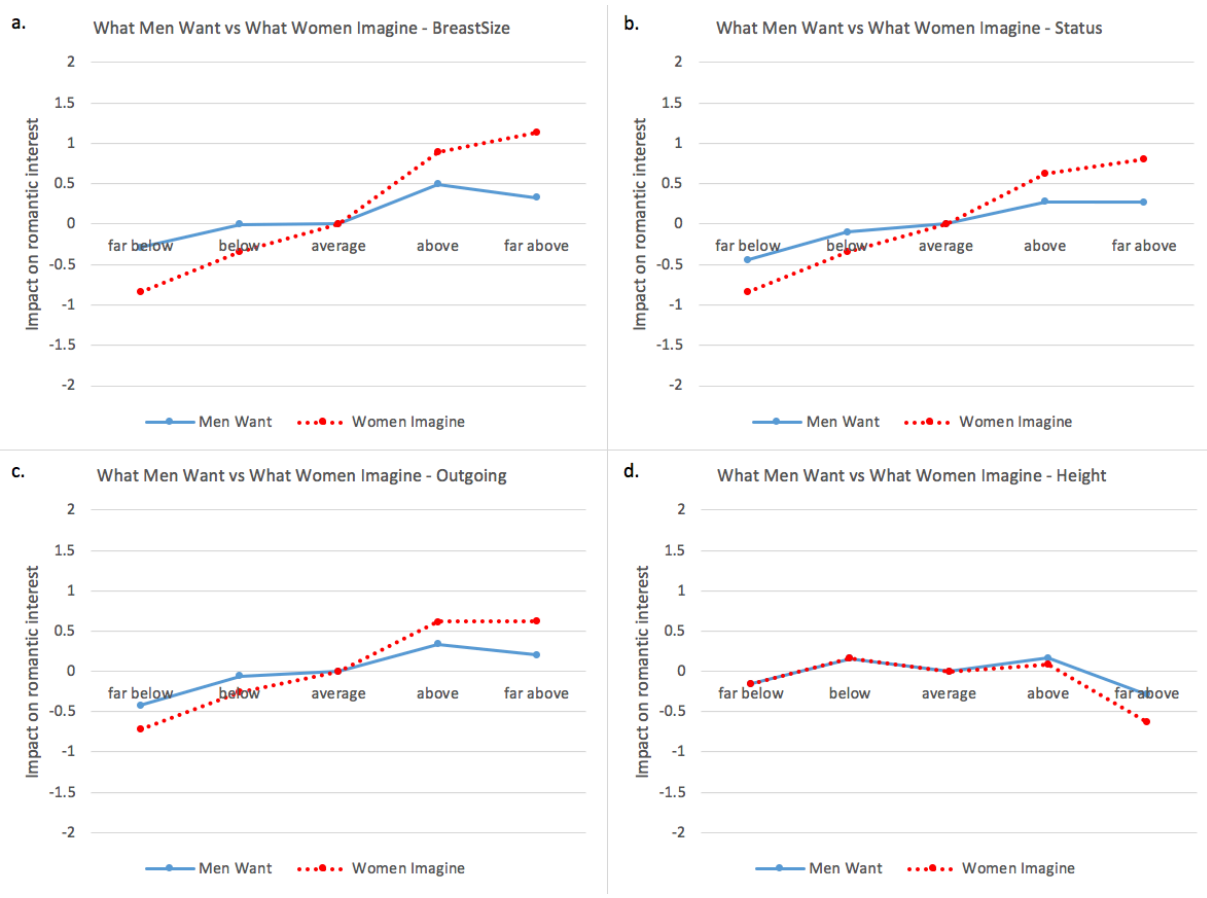 a.
What Men Want vs What Women Imagine - BreastSize
2
1.5
1
0.5
0
-0.5
-1
-1.5
-2
Impact on romantic interest
far below below average above far above
Men Want Women Imagine
b.
What Men Want vs What Women Imagine - Status
2
1.5
1
0.5
0
-0.5
-1
-1.5
-2
Impact on romantic interest
far below below average above far above
Men Want Women Imagine
c.
What Men Want vs What Women Imagine - Outgoing
2
1.5
1
0.5
0
-0.5
-1
-1.5
-2
Impact on romantic interest
far below below average above far above
Men Want Women Imagine
d.
What Men Want vs What Women Imagine - Height
2
1.5
1
0.5
0
-0.5
-1
-1.5
-2
Impact on romantic interest
far below below average above far above
Men Want Women Imagine